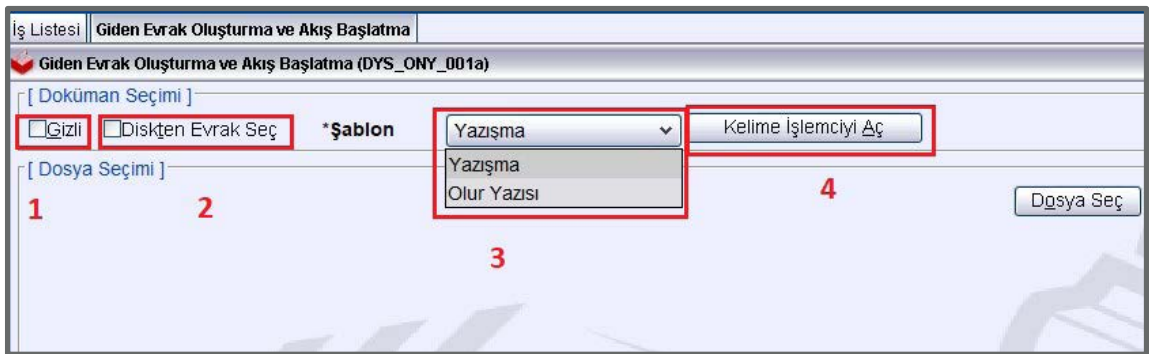 İş Listesi Giden Evrak Oluşturma ve Akış Başlatma
Giden Evrak Oluşturma ve Akış Başlatma (DYS_ONY_001a)
[ Doküman Seçimi ]
Gizli Diskten Evrak Seç *Şablon Yazışma Kelime İşlemciyi Aç
Yazışma
Olur Yazısı
[ Dosya Seçimi ]
1 2 3 4
Dosya Seç